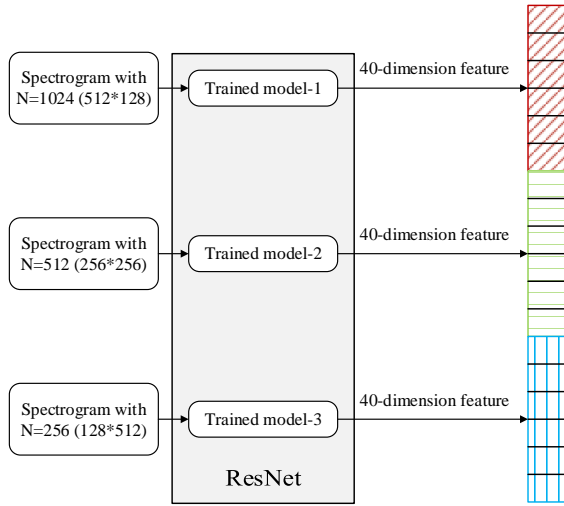 Spectrogram with
N=1024 (512*128)
Trained model-1
40-dimension feature
Spectrogram with
N=512 (256*256)
Trained model-2
40-dimension feature
Spectrogram with
N=256 (128*512)
Trained model-3
40-dimension feature
ResNet